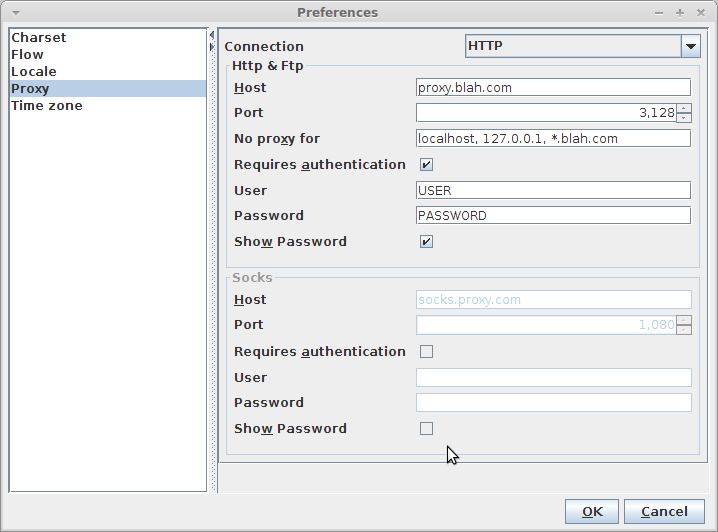 Preferences
Charset
Flow
Locale
Proxy
Time zone
Connection HTTP
Http & Ftp
Host proxy.blah.com
Port 3,128
No proxy for localhost, 127.0.0.1, *.blah.com
Requires authentication
User USER
Password PASSWORD
Show Password
Socks
Host socks.proxy.com
Port 1,080
Requires authentication
User
Password
Show Password
OK Cancel